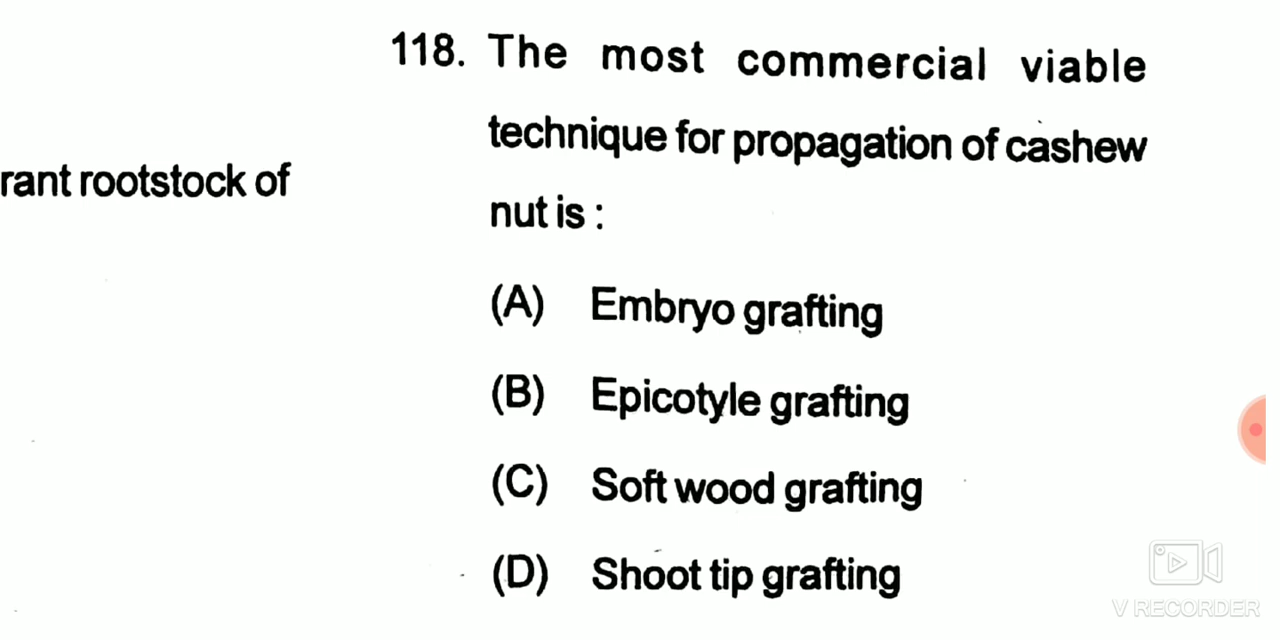 118. The most commercial viable
technique for propagation of cashew
rant rootstock of
nut is :
(A) Embryo grafting
(B) Epicotyle grafting
(C) Soft wood grafting
(D) Shoot tip grafting
V RECORDER